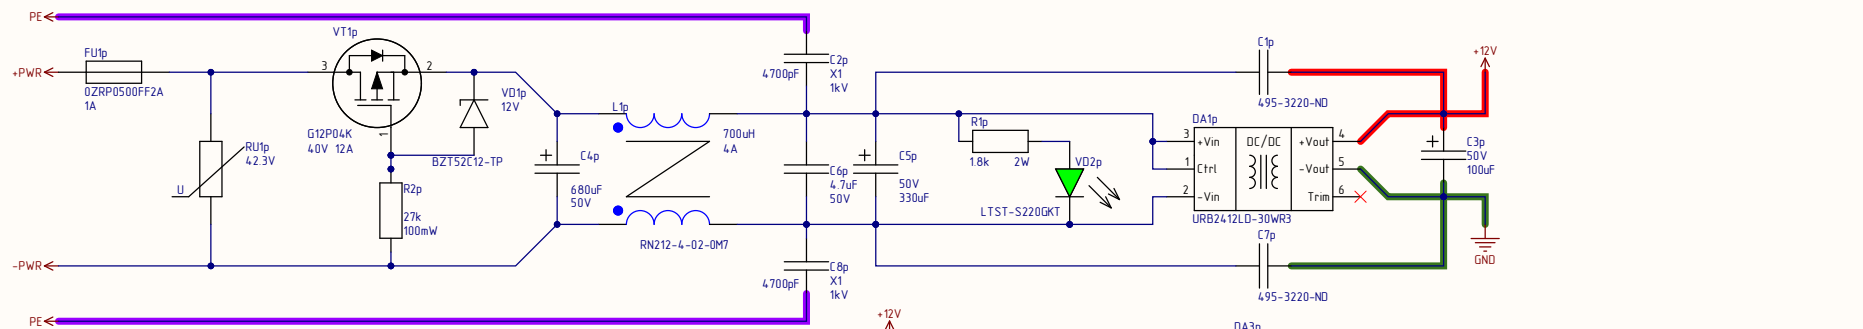 PE
+PWR
FU1p
0ZRP0500FF2A
1A
U
RU1p
42.3V
VT1p
3
2
1
G12P04K
40V 12A
VD1p
12V
BZT52C12-TP
R2p
27k
100mW
-PWR
PE
C4p
680uF
50V
L1p
700uH
4A
RN212-4-02-0M7
C2p
X1
1kV
4700pF
C6p
4.7uF
50V
C8p
X1
1kV
4700pF
C5p
50V
330uF
R1p
1.8k
2W
VD2p
LTST-S220GKT
C1p
495-3220-ND
DA1p
3
+Vin
1
Ctrl
2
-Vin
DC/DC
+Vout
4
-Vout
5
Trim
6
URB2412LD-30WR3
C7p
495-3220-ND
+12V
C3p
50V
100uF
GND
+12V
DA3p